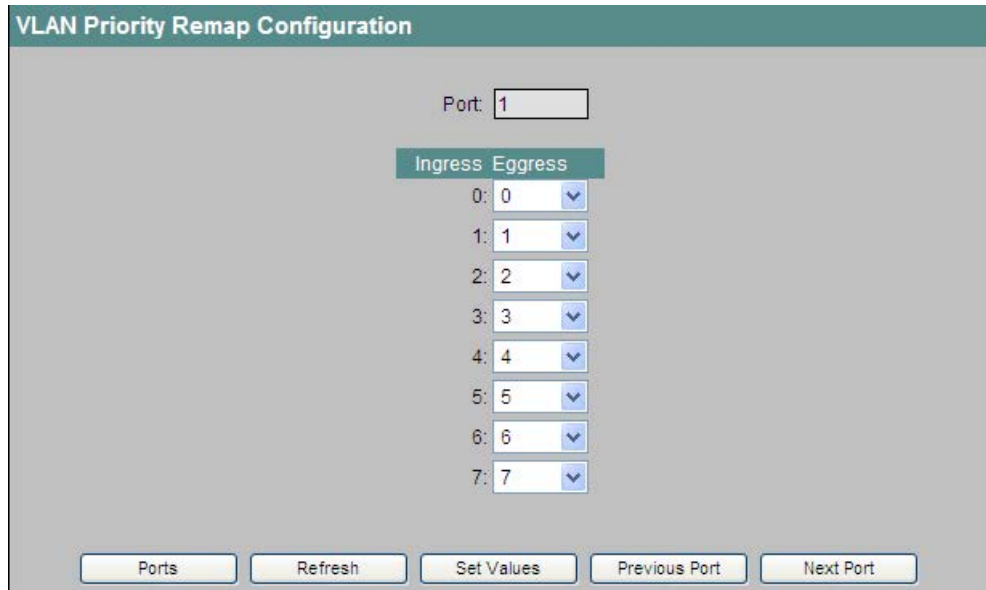 VLAN Priority Remap Configuration
Port: 1
Ingress Eggress
0: 0
1: 1
2: 2
3: 3
4: 4
5: 5
6: 6
7: 7
Ports Refresh Set Values Previous Port Next Port